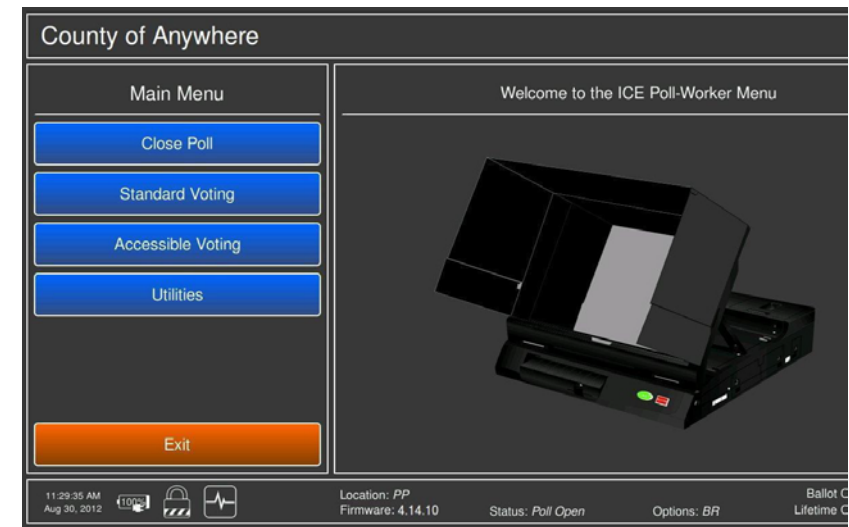 County of Anywhere
Main Menu
Close Poll
Standard Voting
Accessible Voting
Utilities
Exit
Welcome to the ICE Poll-Worker Menu
11:29:35 AM
Aug 30, 2012
100%
Location: PP
Firmware: 4.14.10
Status: Poll Open
Options: BR
Ballot
Lifetime